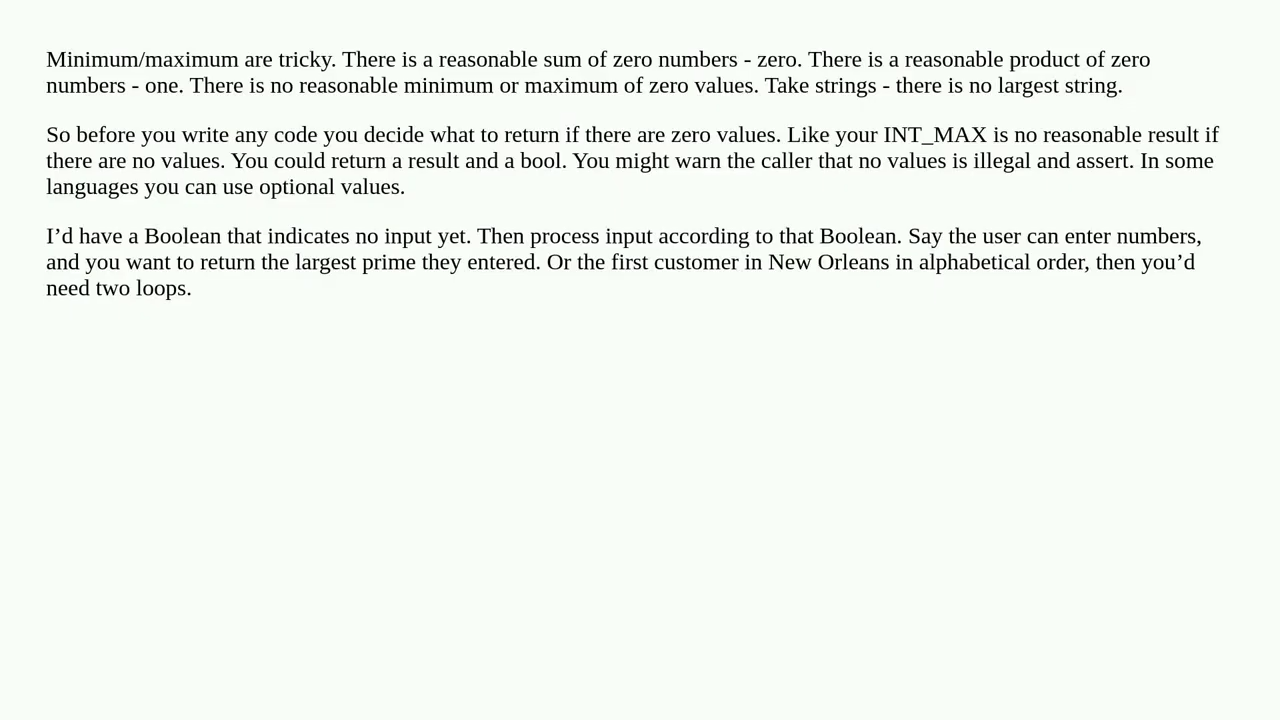 Minimum/maximum are tricky. There is a reasonable sum of zero numbers - zero. There is a reasonable product of zero
numbers - one. There is no reasonable minimum or maximum of zero values. Take strings - there is no largest string.
So before you write any code you decide what to return if there are zero values. Like your INT_MAX is no reasonable result if
there are no values. You could return a result and a bool. You might warn the caller that no values is illegal and assert. In some
languages you can use optional values.
I’d have a Boolean that indicates no input yet. Then process input according to that Boolean. Say the user can enter numbers,
and you want to return the largest prime they entered. Or the first customer in New Orleans in alphabetical order, then you’d
need two loops.